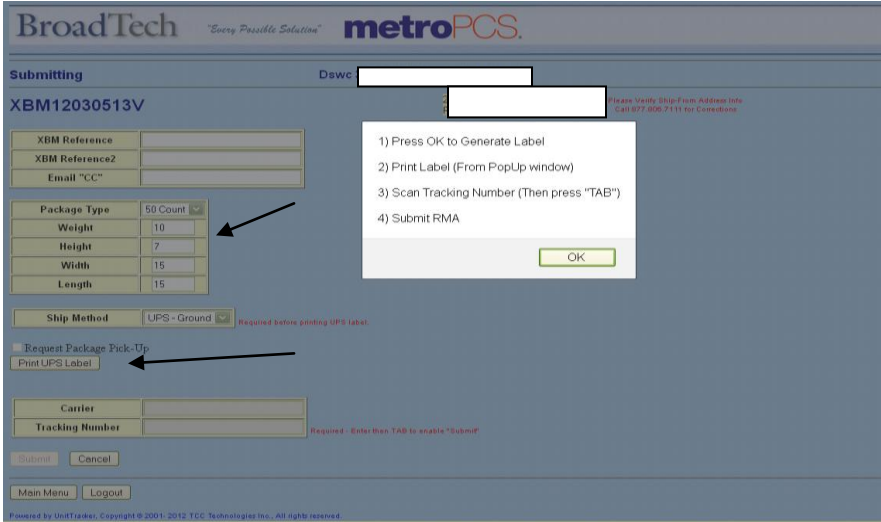 BroadTech "Every Possible Solution" metroPCS.
Submitting Dswc
XBM12030513V
Please Verify Ship-From Address Info
Call 877.806.7111 for Corrections
XBM Reference
XBM Reference2
Email "CC"
1) Press OK to Generate Label
2) Print Label (From PopUp window)
3) Scan Tracking Number (Then press "TAB")
4) Submit RMA
OK
Package Type 50 Count
Weight 10
Height 7
Width 15
Length 15
Ship Method UPS - Ground Required before printing UPS label.
Request Package Pick-Up
Print UPS Label
Carrier
Tracking Number Required - Enter then TAB to enable "Submit"
Submit Cancel
Main Menu Logout
Powered by UnitTracker, Copyright © 2001- 2012 TCC Technologies Inc., All rights reserved.